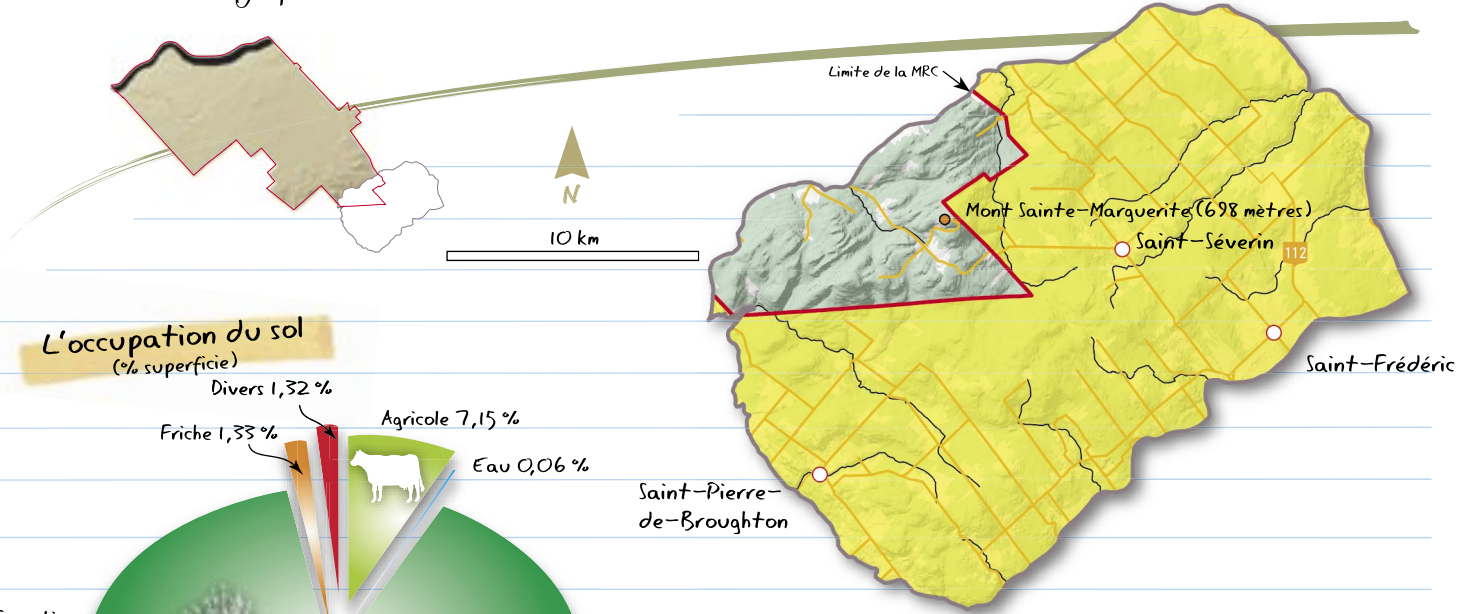 Limite de la MRC
N
10 km
Mont Sainte-Marguerite (698 mètres)
Saint-Séverin
112
Saint-Frédéric
Saint-Pierre-
de-Broughton
L'occupation du sol
(% superficie)
Divers 1,32 %
Agricole 7,15 %
Friche 1,33 %
Eau 0,06 %